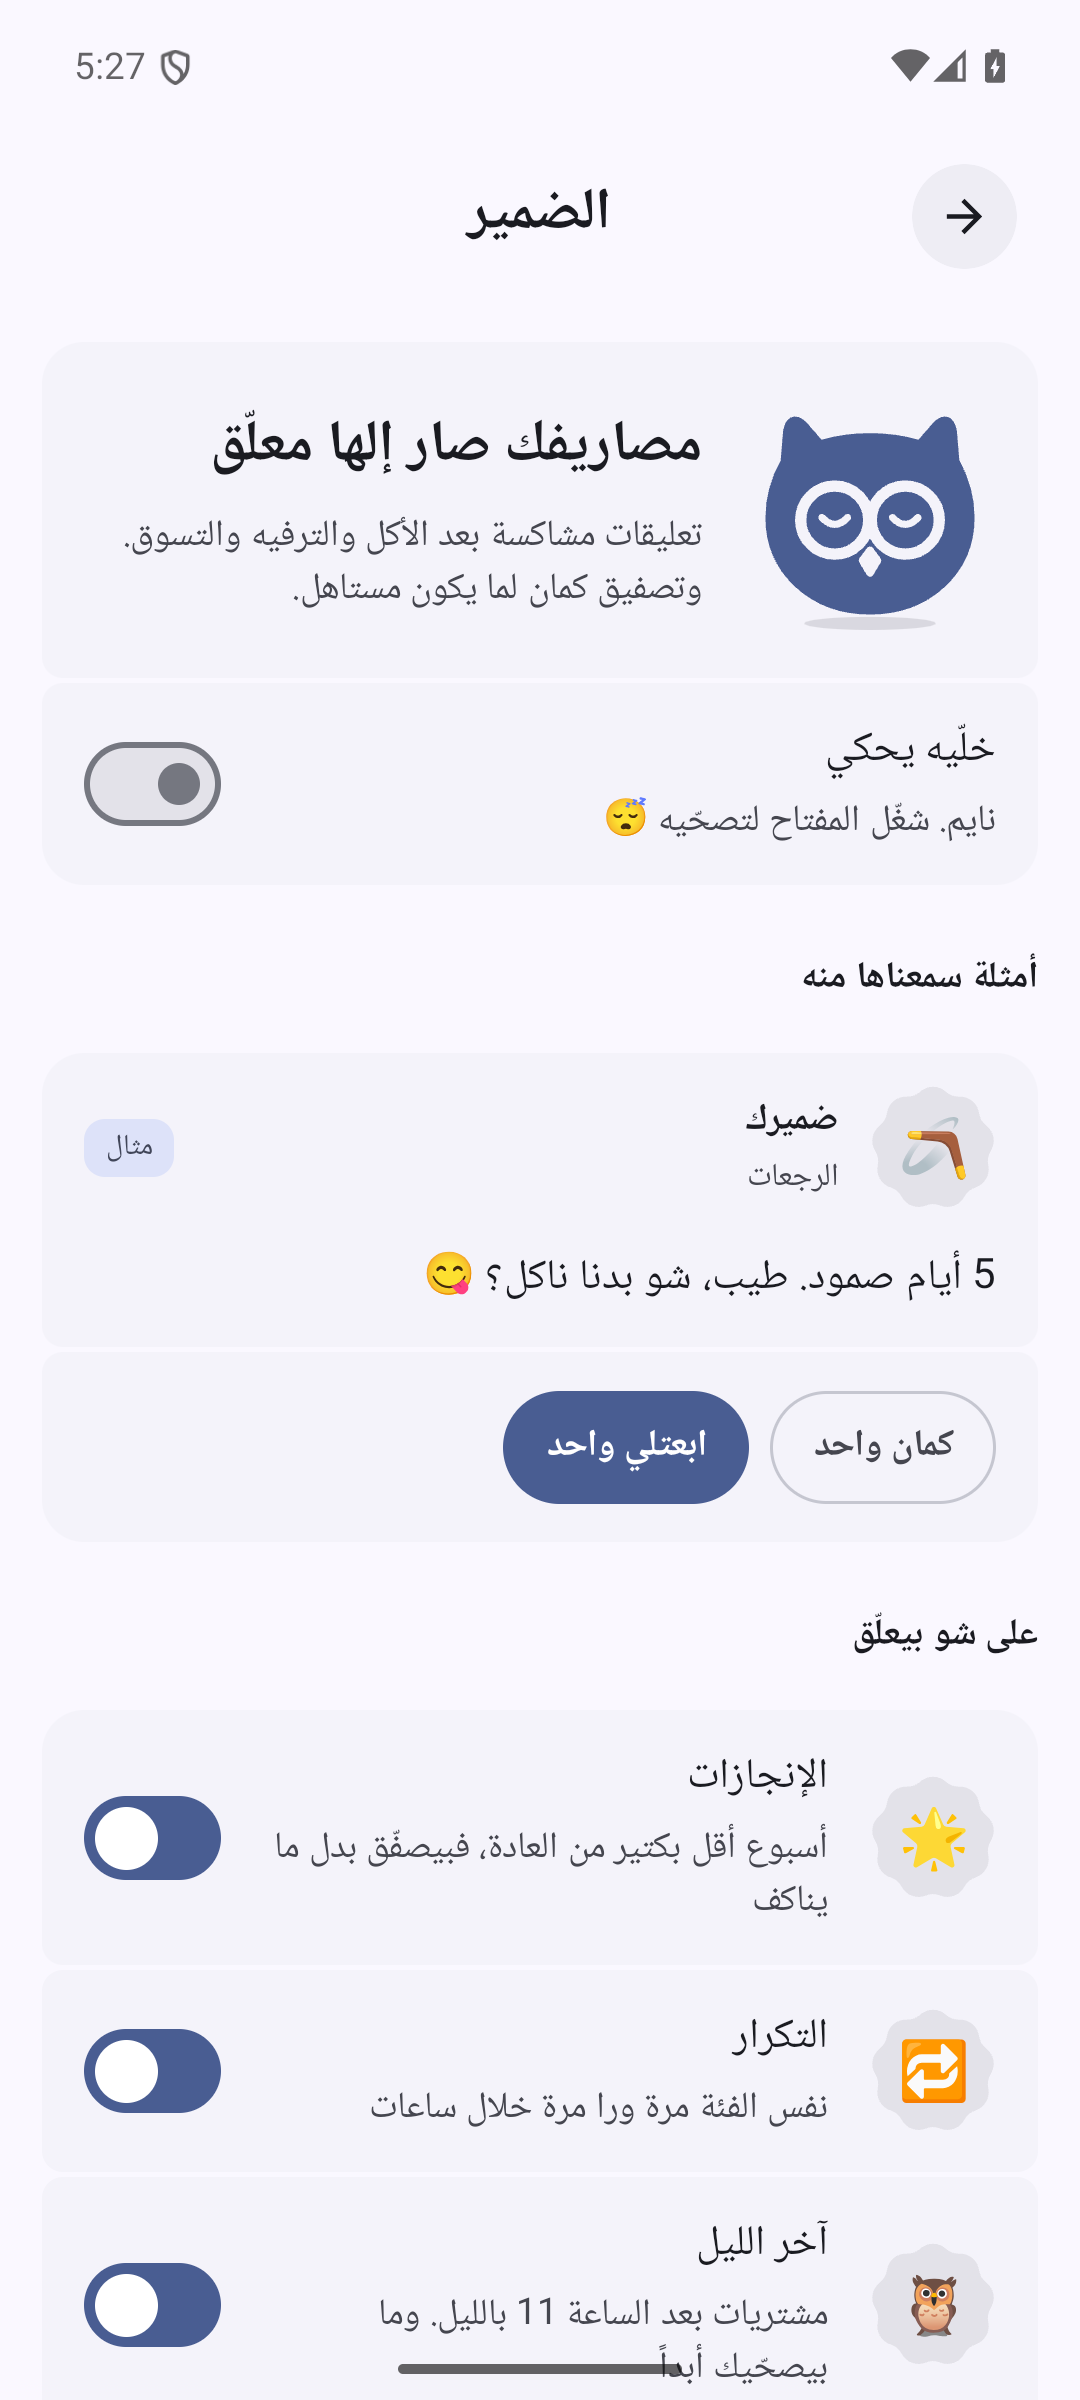 5:27
الضمير
مصاريفك صار إلها معلّق
تعليقات مشاكسة بعد الأكل والترفيه والتسوق.
وتصفيق كمان لما يكون مستاهل.
خلّيه يحكي
نايم. شغّل المفتاح لتصحّيه 😴
أمثلة سمعناها منه
ضميرك
الرجعات
مثال
5 أيام صمود. طيب، شو بدنا ناكل؟ 😋
كمان واحد
ابعتلي واحد
على شو بيعلّق
الإنجازات
أسبوع أقل بكتير من العادة، فبيصفّق بدل ما
يناكف
التكرار
نفس الفئة مرة ورا مرة خلال ساعات
آخر الليل
مشتريات بعد الساعة 11 بالليل. وما
بيصحّيك أبداً